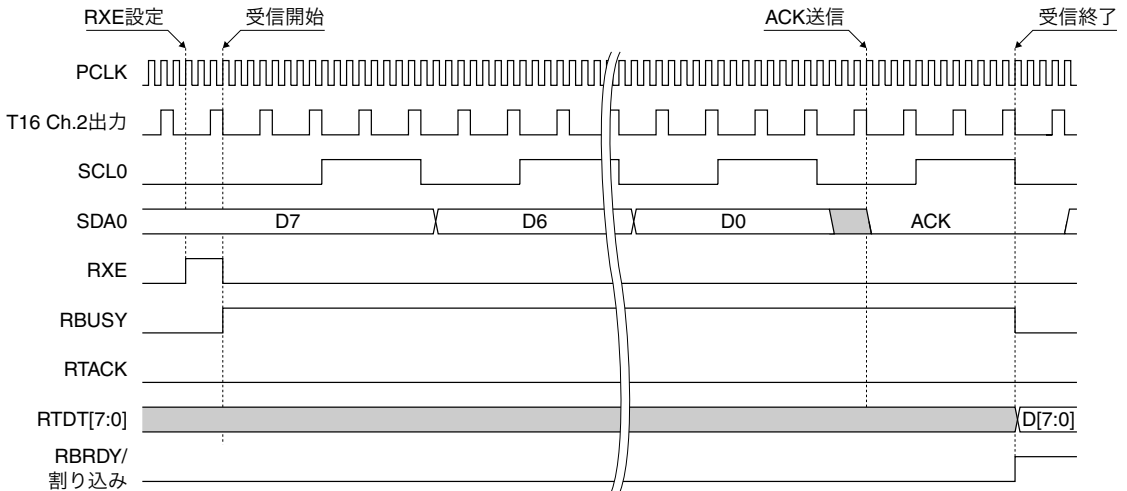 RXE設定 受信開始 ACK送信 受信終了
PCLK
T16 Ch.2出力
SCL0
SDA0 D7 D6 D0 ACK
RXE
RBUSY
RTACK
RTDT[7:0] D[7:0]
RBRDY/
割り込み